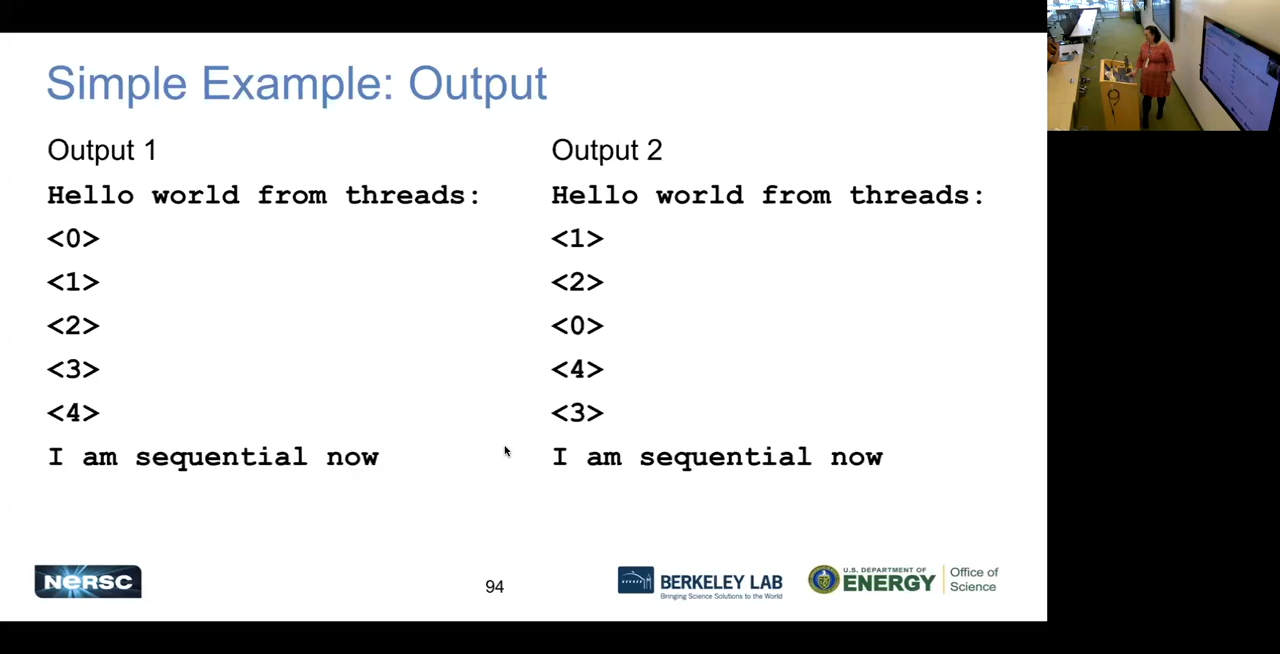 Simple Example: Output
Output 1
Hello world from threads:
<0>
<1>
<2>
<3>
<4>
I am sequential now
Output 2
Hello world from threads:
<1>
<2>
<0>
<4>
<3>
I am sequential now
NERSC
94
BERKELEY LAB
Bringing Science Solutions to the World
U.S. DEPARTMENT OF
ENERGY
Office of
Science